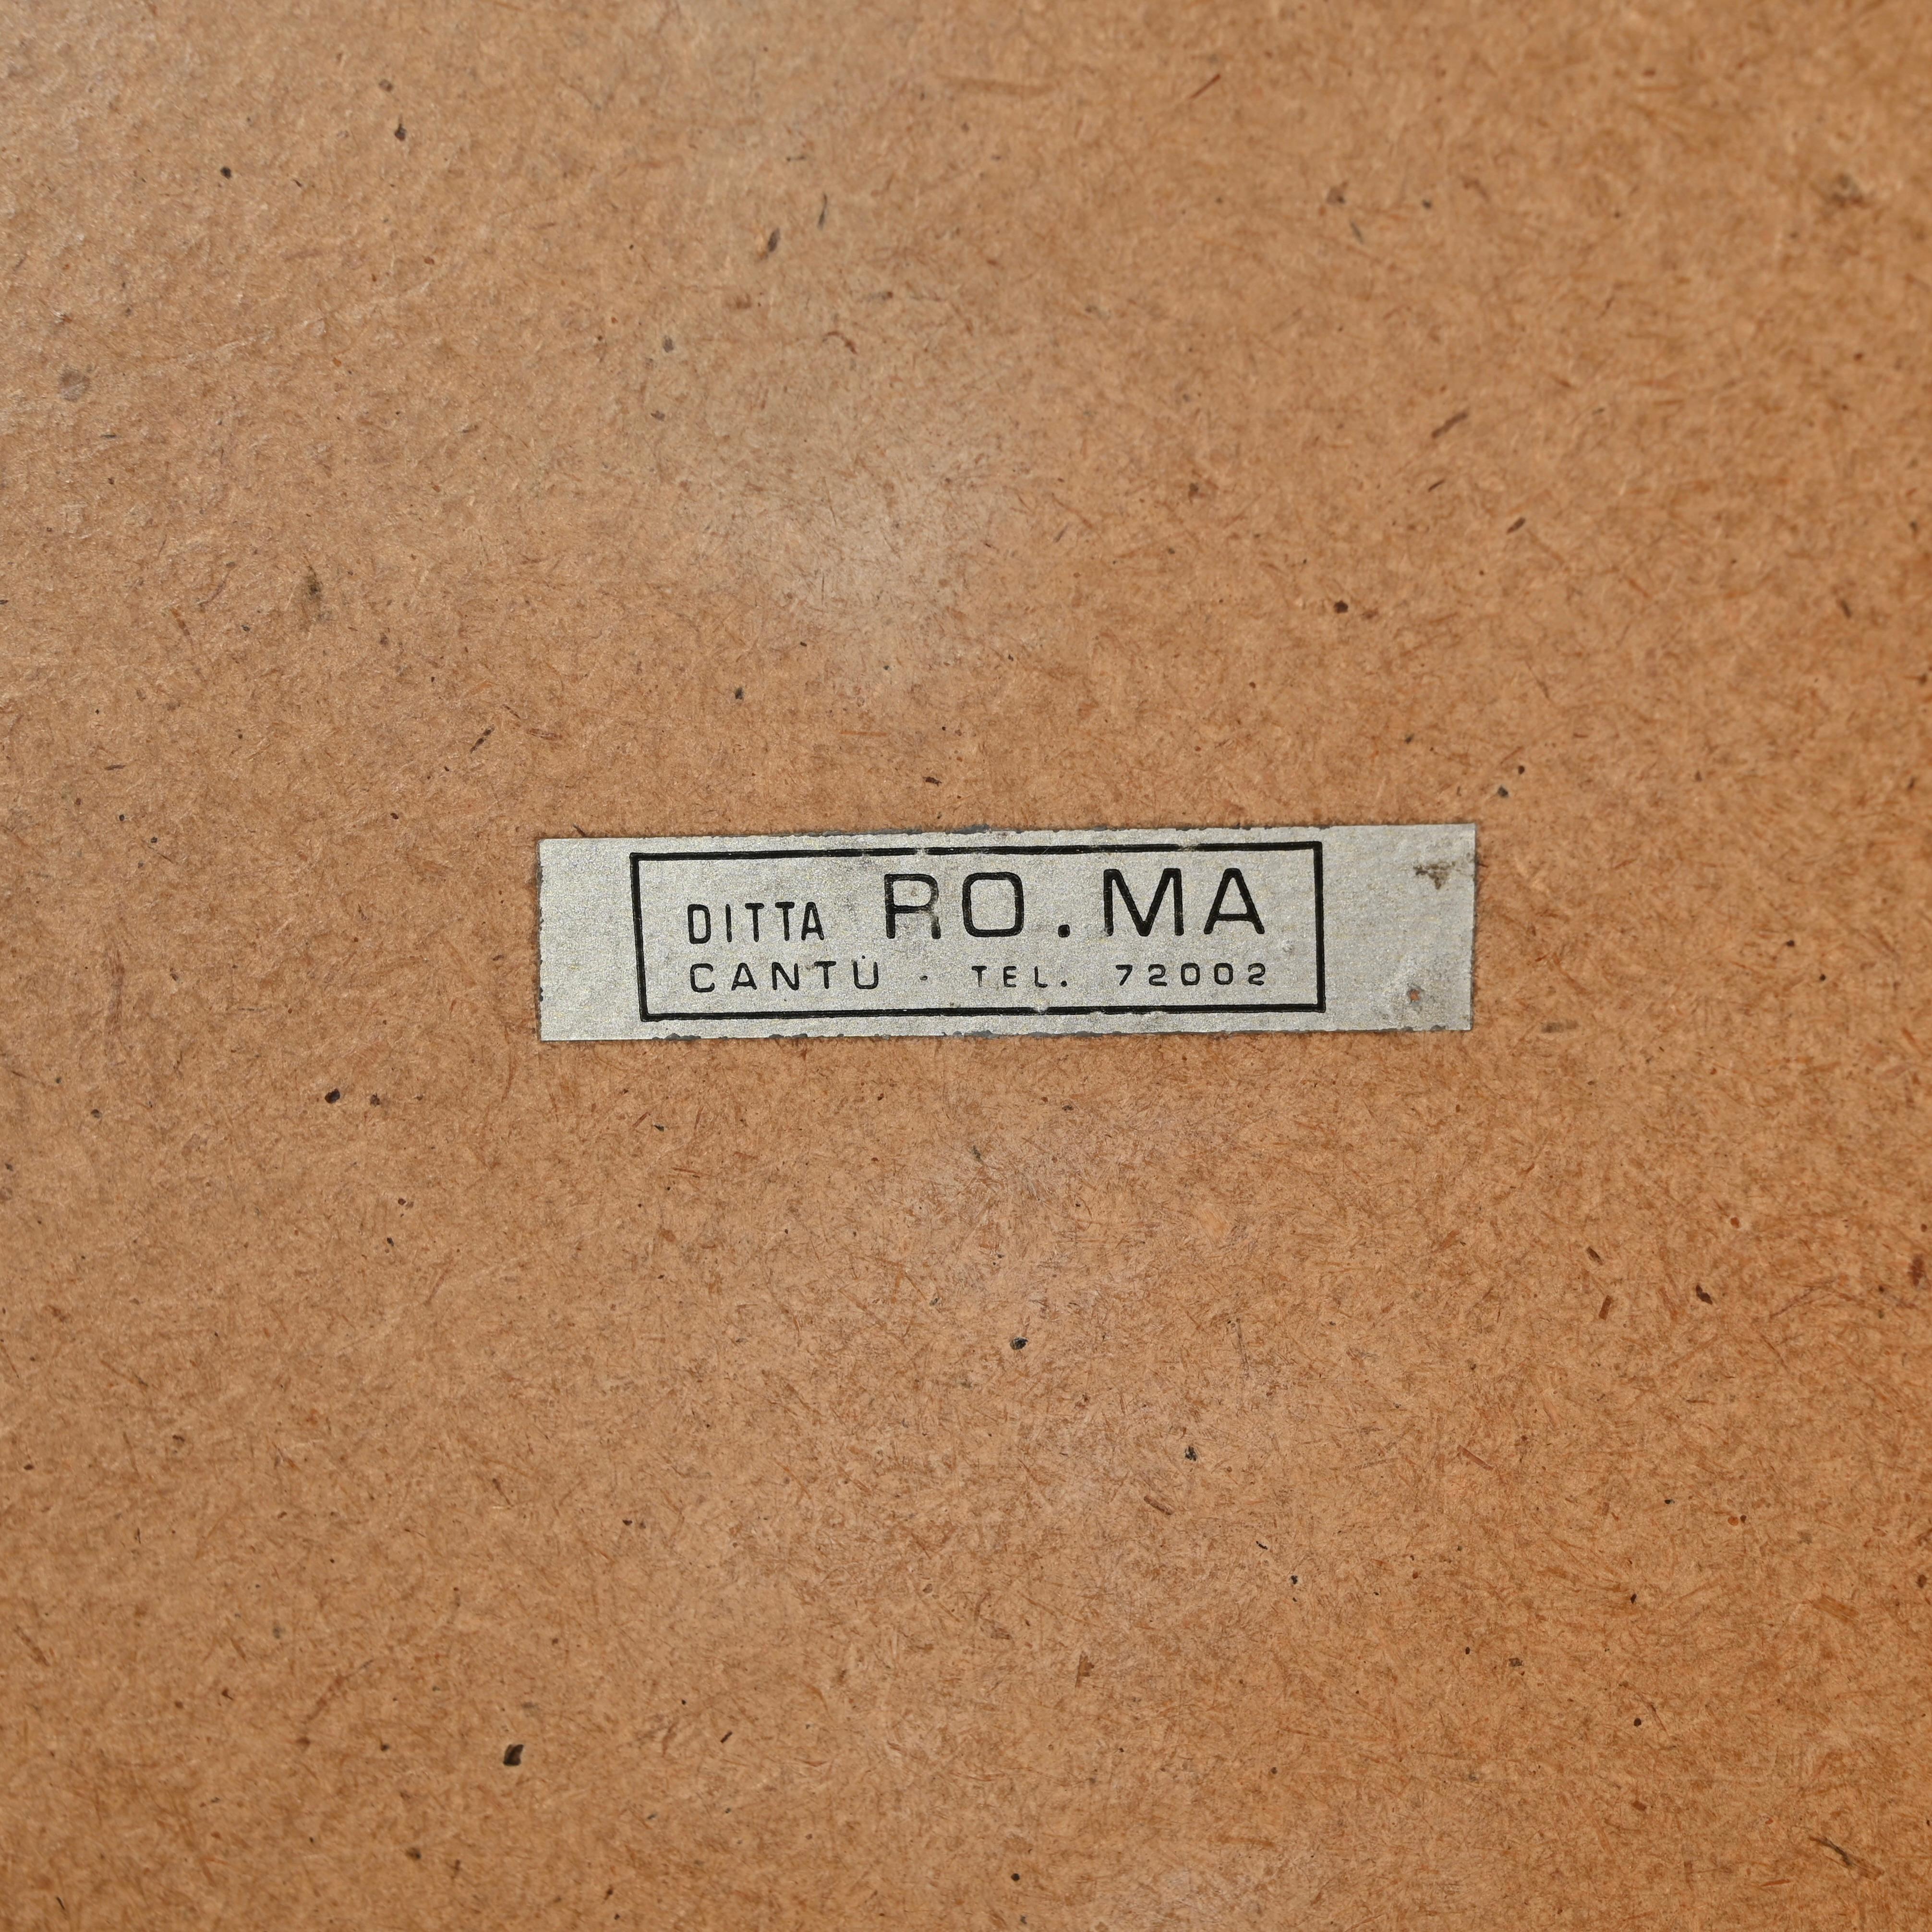 DITTA RO.MA
CANTÙ - TEL. 72002